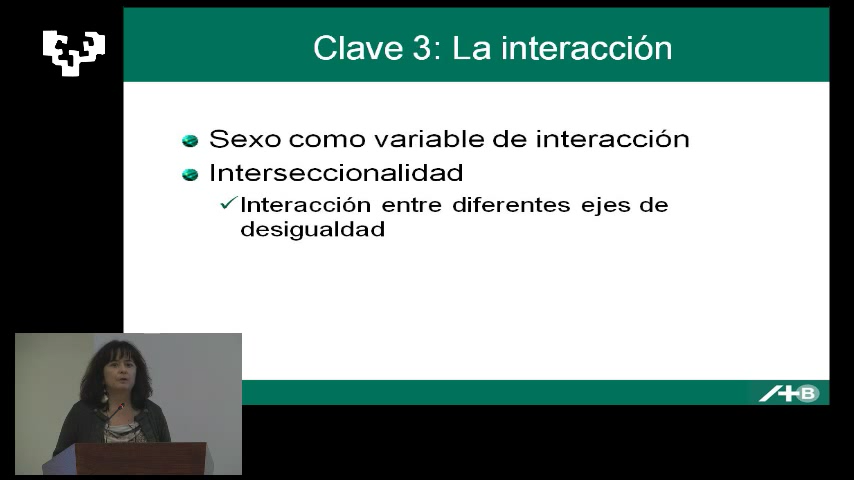 Clave 3: La interacción
Sexo como variable de interacción
Interseccionalidad
Interacción entre diferentes ejes de
desigualdad
B